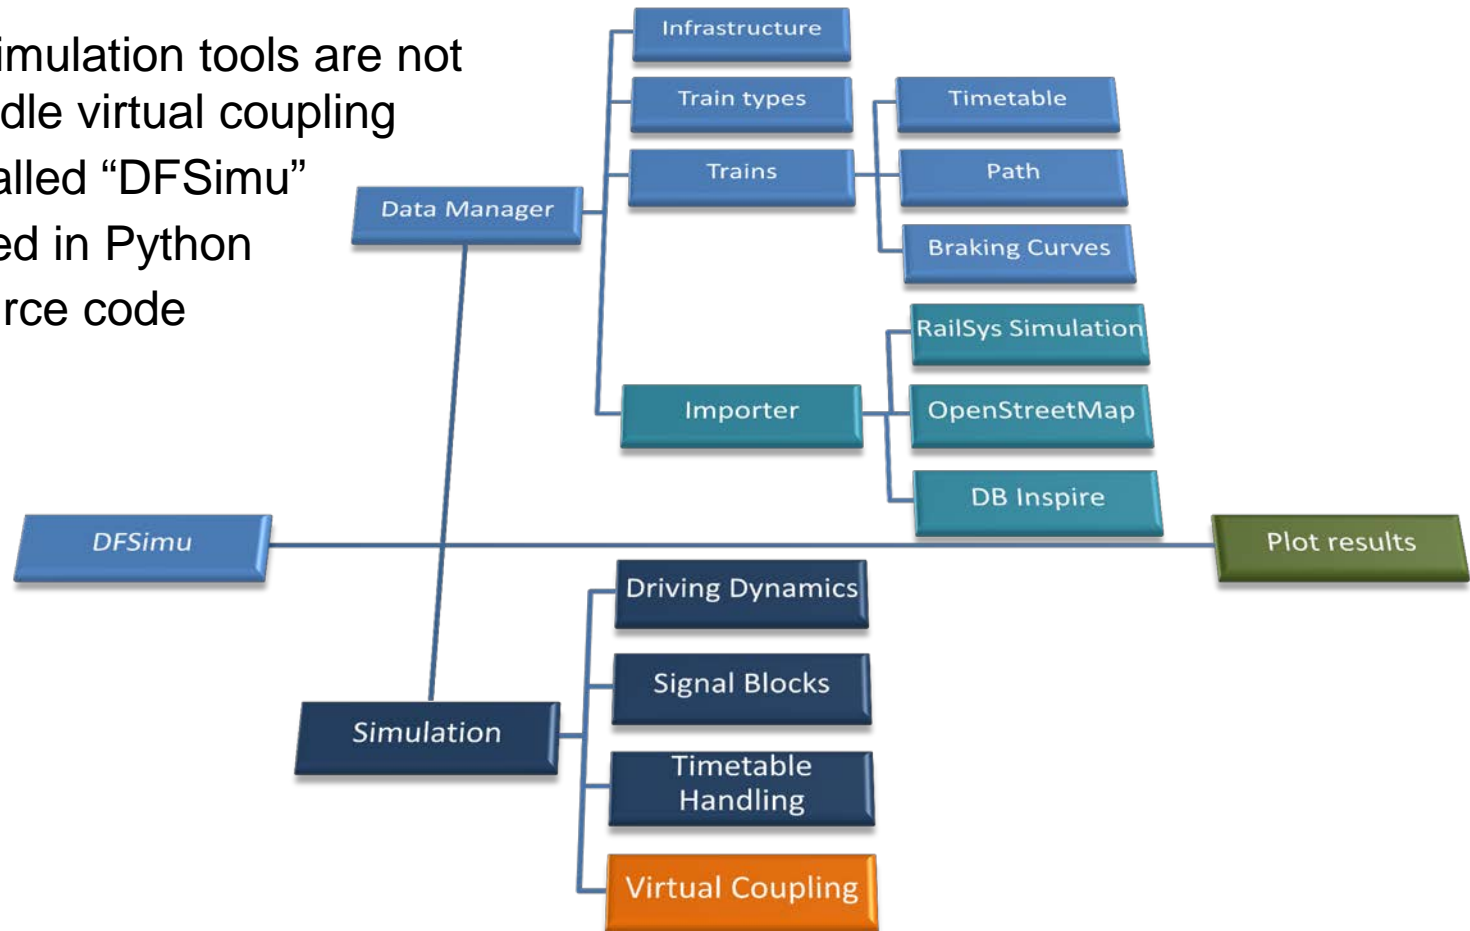 imulation tools are not
dle virtual coupling
alled “DFSimu”
ed in Python
rce code
Infrastructure
Train types
Trains
Timetable
Path
Braking Curves
Data Manager
RailSys Simulation
Importer
OpenStreetMap
DB Inspire
DFSimu
Plot results
Driving Dynamics
Signal Blocks
Simulation
Timetable
Handling
Virtual Coupling